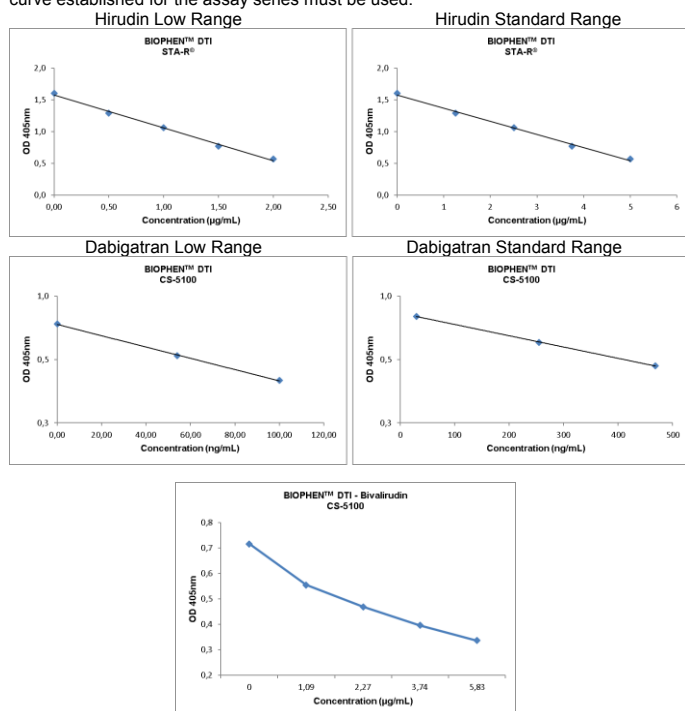 curve established for the assay series must be used.
Hirudin Low Range
BIOPHEN™ DTI
STA-R®
OD 405nm
2,0
1,5
1,0
0,5
0,0
0,00 0,50 1,00 1,50 2,00 2,50
Concentration (µg/mL)
Hirudin Standard Range
BIOPHEN™ DTI
STA-R®
OD 405nm
2,0
1,5
1,0
0,5
0,0
0 1 2 3 4 5 6
Concentration (µg/mL)
Dabigatran Low Range
BIOPHEN™ DTI
CS-5100
OD 405nm
1,0
0,5
0,3
0,00 20,00 40,00 60,00 80,00 100,00 120,00
Concentration (ng/mL)
Dabigatran Standard Range
BIOPHEN™ DTI
CS-5100
OD 405nm
1,0
0,5
0,3
0 100 200 300 400 500
Concentration (ng/mL)
BIOPHEN™ DTI - Bivalirudin
CS-5100
OD 405nm
0,8
0,7
0,6
0,5
0,4
0,3
0,2
0 1,09 2,27 3,74 5,83
Concentration (µg/mL)